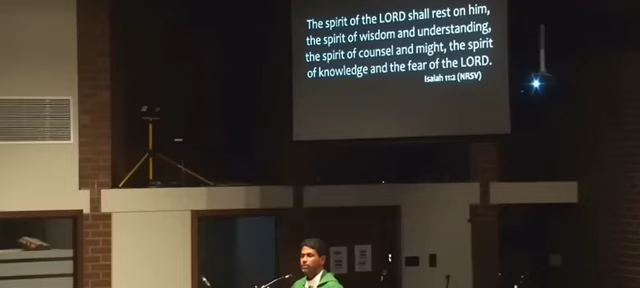 The spirit of the LORD shall rest on him,
the spirit of wisdom and understanding,
the spirit of counsel and might, the spirit
of knowledge and the fear of the LORD.
Isaiah 11:2 (NRSV)